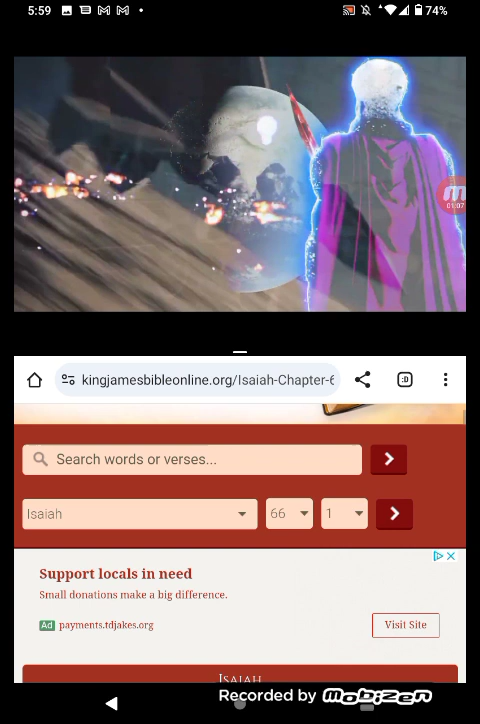 5:59
74%
01:07
kingjamesbibleonline.org/Isaiah-Chapter-6
:D
Search words or verses...
Isaiah
66
1
Support locals in need
Small donations make a big difference.
Ad payments.tdjakes.org
Visit Site
ISAIAH
Recorded by Mobizen